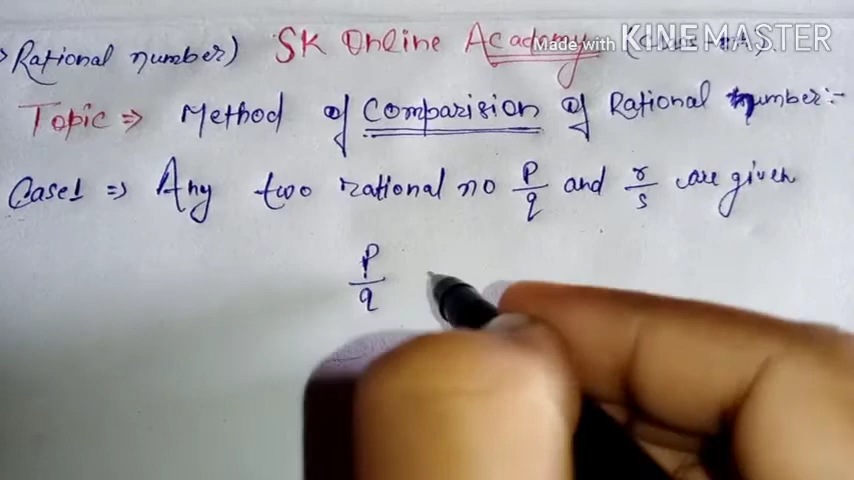 Rational number) SK Online Academy
Made with KINEMASTER
Topic ⇒ Method of Comparision of Rational number:-
Case1 ⇒ Any two rational no p/q and r/s are given
p/q